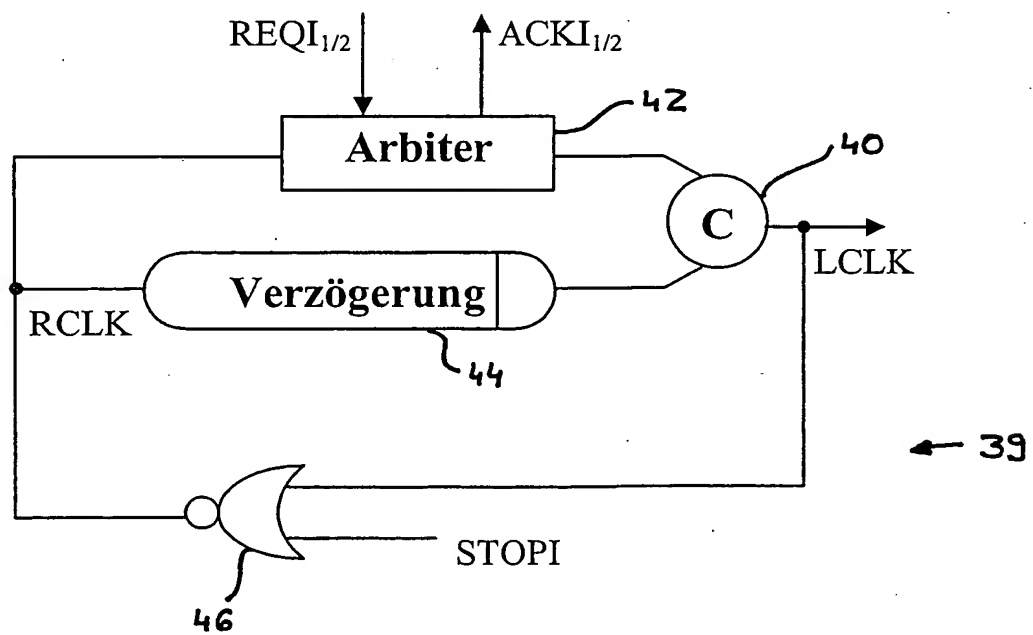 REQI1/2
ACKI1/2
42
Arbiter
40
C
LCLK
Verzögerung
RCLK
44
39
STOPI
46